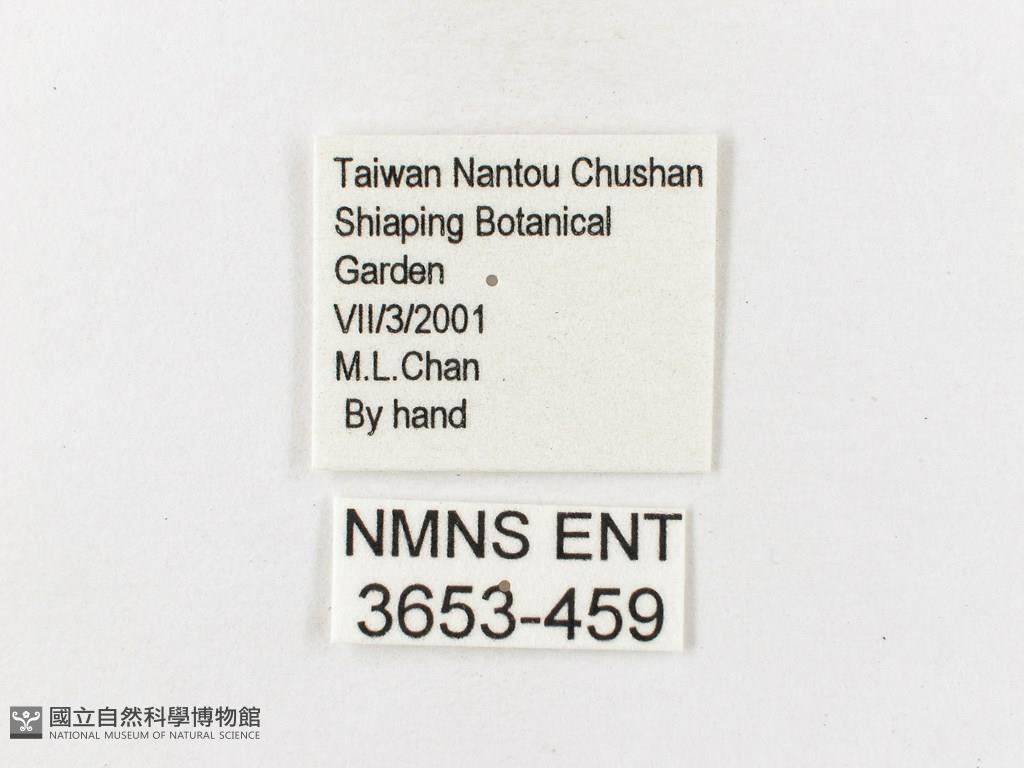 Taiwan Nantou Chushan
Shiaping Botanical
Garden
VII/3/2001
M.L.Chan
By hand
NMNS ENT
3653-459
國立自然科學博物館
NATIONAL MUSEUM OF NATURAL SCIENCE